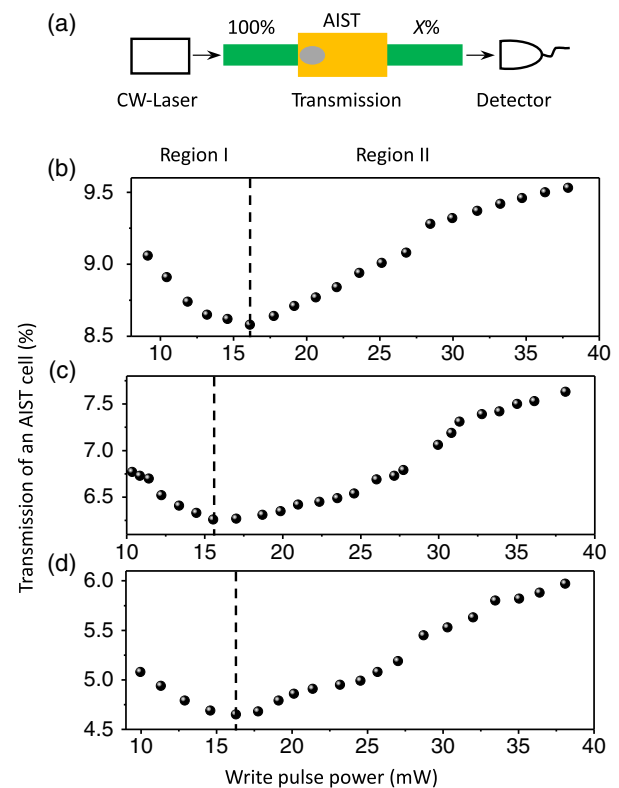 (a)
100% AIST X%
CW-Laser Transmission Detector
Region I Region II
(b)
9.5
9.0
8.5
10 15 20 25 30 35 40
(c)
7.5
7.0
6.5
10 15 20 25 30 35 40
(d)
6.0
5.5
5.0
4.5
10 15 20 25 30 35 40
Transmission of an AIST cell (%)
Write pulse power (mW)